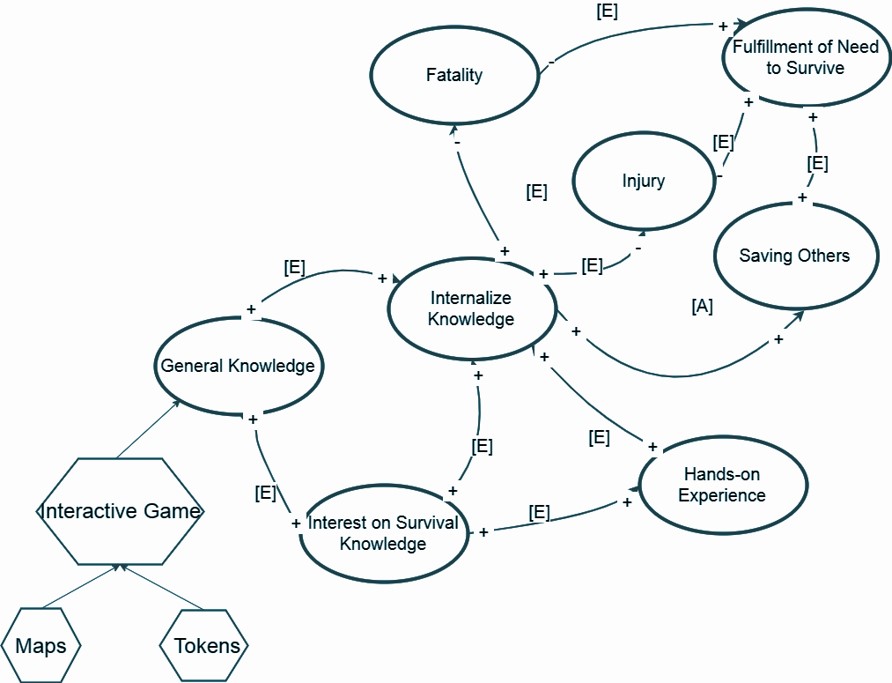 [E]
+
Fulfillment of Need
to Survive
Fatality
-
+
+
-
[E]
[E]
Injury
-
[E]
+
Saving Others
+
-
+
[E]
[E]
+
Internalize
Knowledge
[A]
+
+
+
General Knowledge
+
+
+
[E]
[E]
+
Hands-on
Experience
[E]
+
[E]
+
+
Interest on Survival
Knowledge
+
Interactive Game
Maps
Tokens